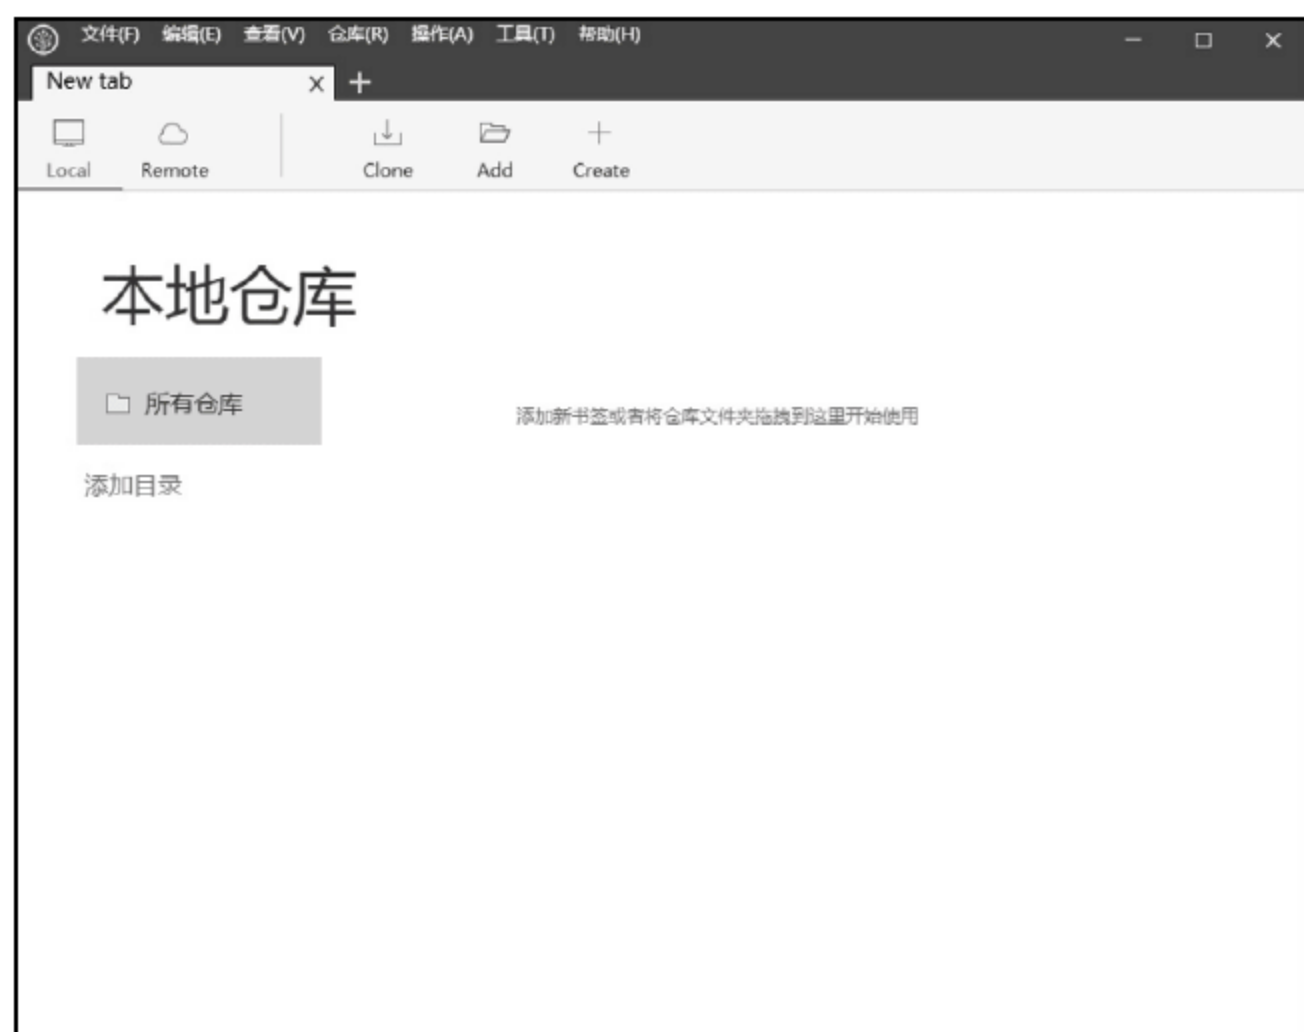 文件(F) 编辑(E) 查看(V) 仓库(R) 操作(A) 工具(T) 帮助(H)
New tab
Local Remote Clone Add Create
本地仓库
所有仓库
添加新书签或者将仓库文件夹拖拽到这里开始使用
添加目录